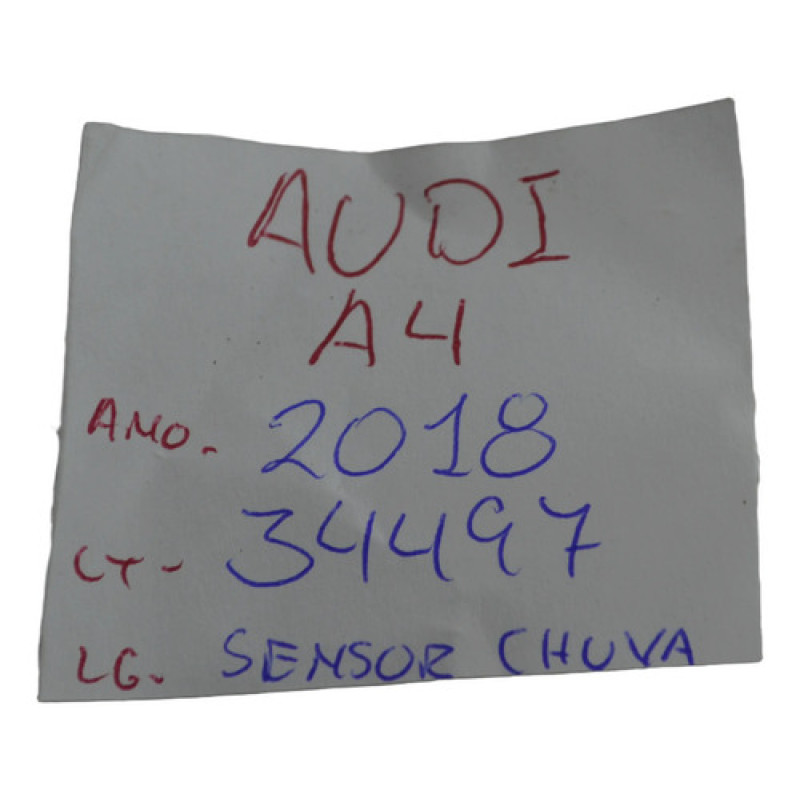 AUDI
A4
ANO. 2018
CT- 34497
LG. SENSOR CHUVA